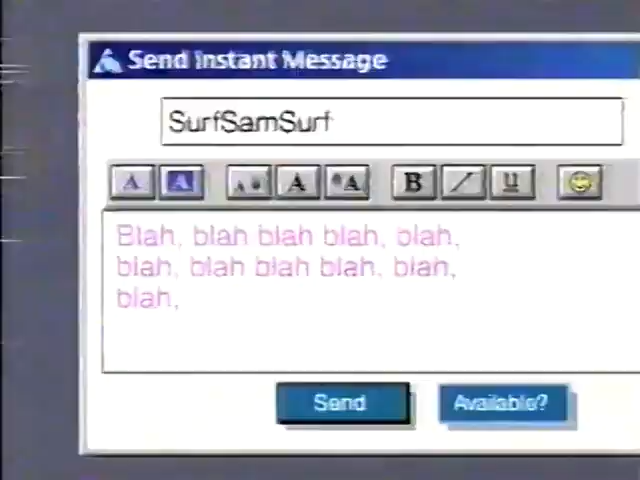 Send Instant Message
SurfSamSurf
A A A A A B / U
Blah, blah blah blah, blah,
blah, blah blah blah, blah,
blah,
Send
Available?